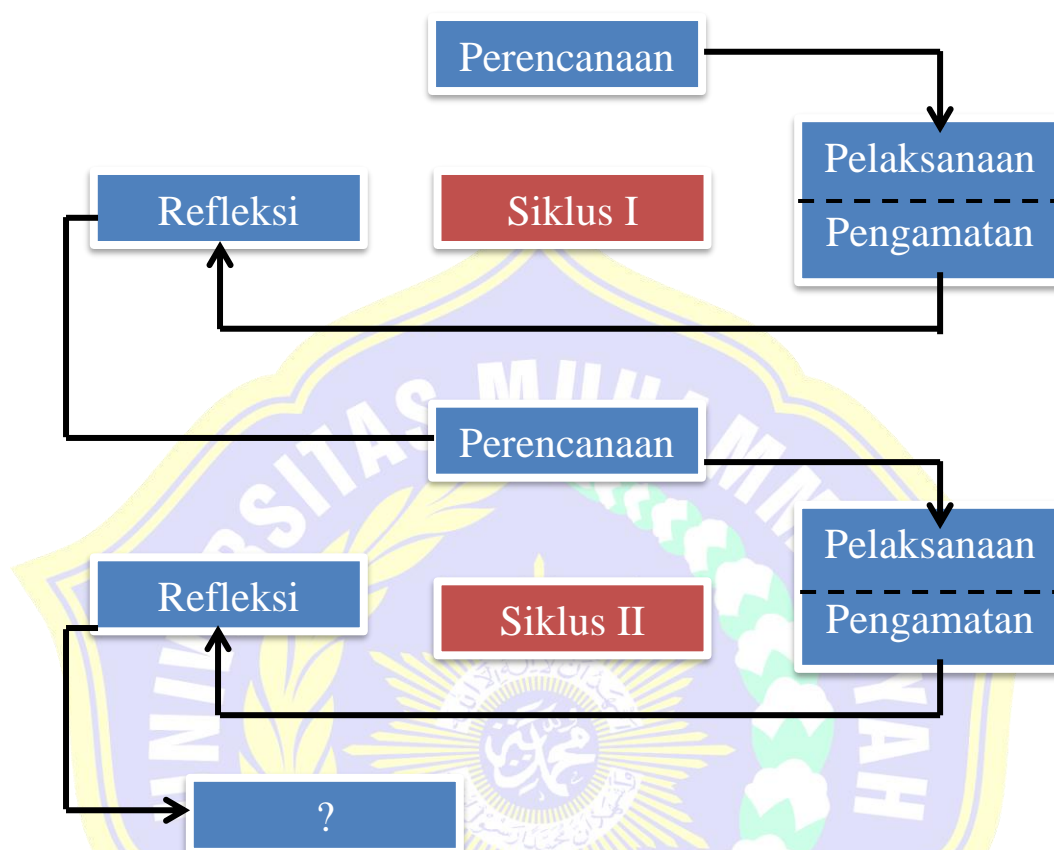 Perencanaan
Pelaksanaan
Pengamatan
Refleksi
Siklus I
Perencanaan
Pelaksanaan
Pengamatan
Refleksi
Siklus II
?